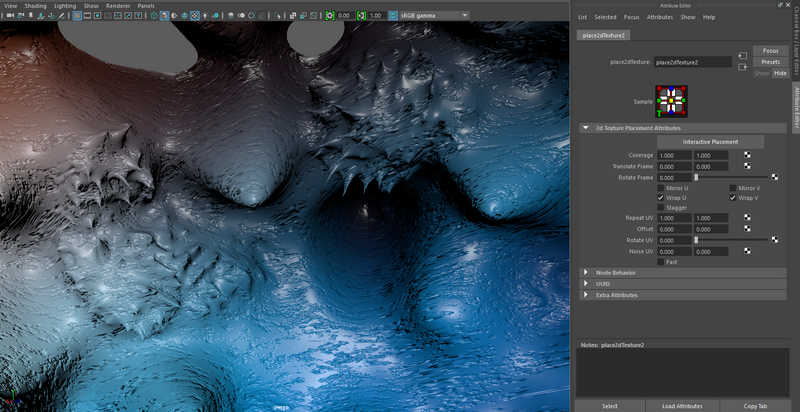 View Shading Lighting Show Renderer Panels
0.00 1.00 sRGB gamma
Attribute Editor
List Selected Focus Attributes Show Help
place2dTexture2
Focus
place2dTexture: place2dTexture2
Presets
Show Hide
Sample
2d Texture Placement Attributes
Interactive Placement
Coverage 1.000 1.000
Translate Frame 0.000 0.000
Rotate Frame 0.000
Mirror U Mirror V
Wrap U Wrap V
Stagger
Repeat UV 1.000 1.000
Offset 0.000 0.000
Rotate UV 0.000
Noise UV 0.000 0.000
Fast
Node Behavior
UUID
Extra Attributes
Notes: place2dTexture2
Select Load Attributes Copy Tab
persp
Channel Box / Layer Editor
Attribute Editor